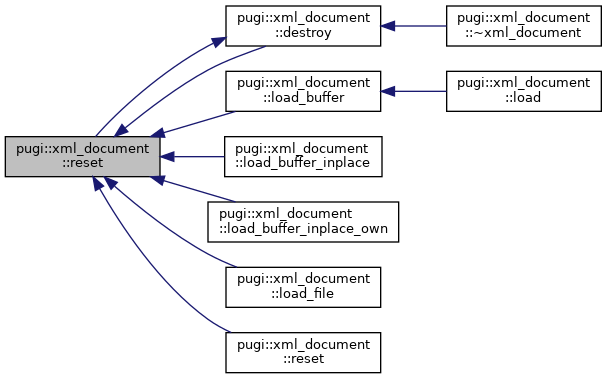 pugi::xml_document
::destroy
pugi::xml_document
::~xml_document
pugi::xml_document
::load_buffer
pugi::xml_document
::load
pugi::xml_document
::reset
pugi::xml_document
::load_buffer_inplace
pugi::xml_document
::load_buffer_inplace_own
pugi::xml_document
::load_file
pugi::xml_document
::reset